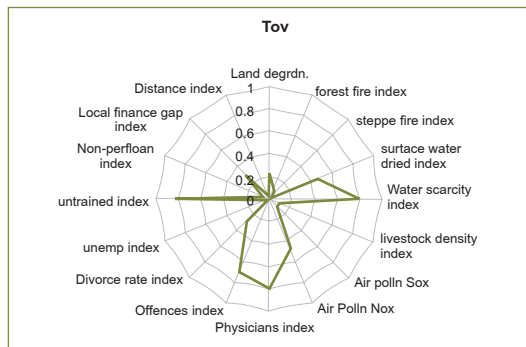 Tov
Land degrdn.
forest fire index
steppe fire index
surtace water
dried index
Water scarcity
index
livestock density
index
Air polln Sox
Air Polln Nox
Physicians index
Offences index
Divorce rate index
unemp index
untrained index
Non-perfloan
index
Local finance gap
index
Distance index
1
0.8
0.6
0.4
0.2
0